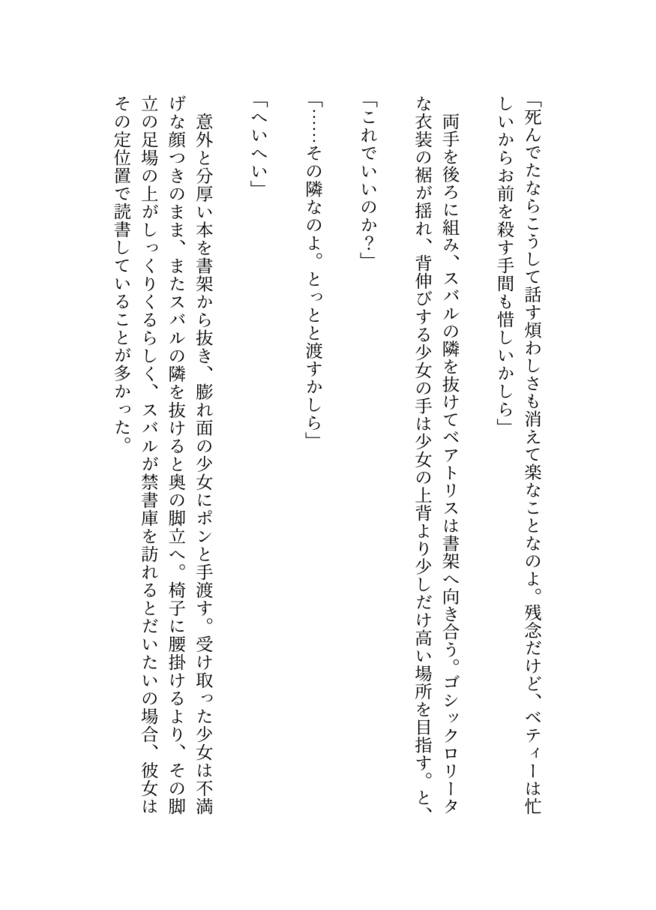 「死んでたならこうして話す煩わしさも消えて楽なことなのよ。残念だけど、ベティーは忙
しいからお前を殺す手間も惜しいかしら」
両手を後ろに組み、スバルの隣を抜けてベアトリスは書架へ向き合う。ゴシックロリータ
な衣装の裾が揺れ、背伸びする少女の手は少女の上背より少しだけ高い場所を目指す。と、
「これでいいのか？」
「……その隣なのよ。とっとと渡すかしら」
「へいへい」
意外と分厚い本を書架から抜き、膨れ面の少女にポンと手渡す。受け取った少女は不満
げな顔つきのまま、またスバルの隣を抜けると奥の脚立へ。椅子に腰掛けるより、その脚
立の足場の上がしっくりくるらしく、スバルが禁書庫を訪れるとだいたいの場合、彼女は
その定位置で読書していることが多かった。